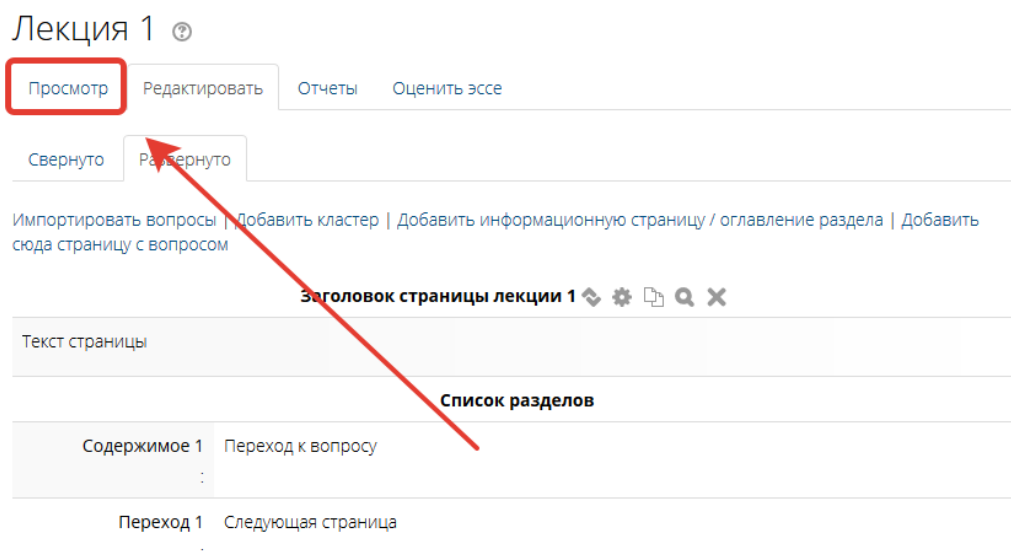 Лекция 1
Просмотр Редактировать Отчеты Оценить эссе
Свернуто Развернуто
Импортировать вопросы | Добавить кластер | Добавить информационную страницу / оглавление раздела | Добавить
сюда страницу с вопросом
Заголовок страницы лекции 1
Текст страницы
Список разделов
Содержимое 1 Переход к вопросу
:
Переход 1 Следующая страница
: